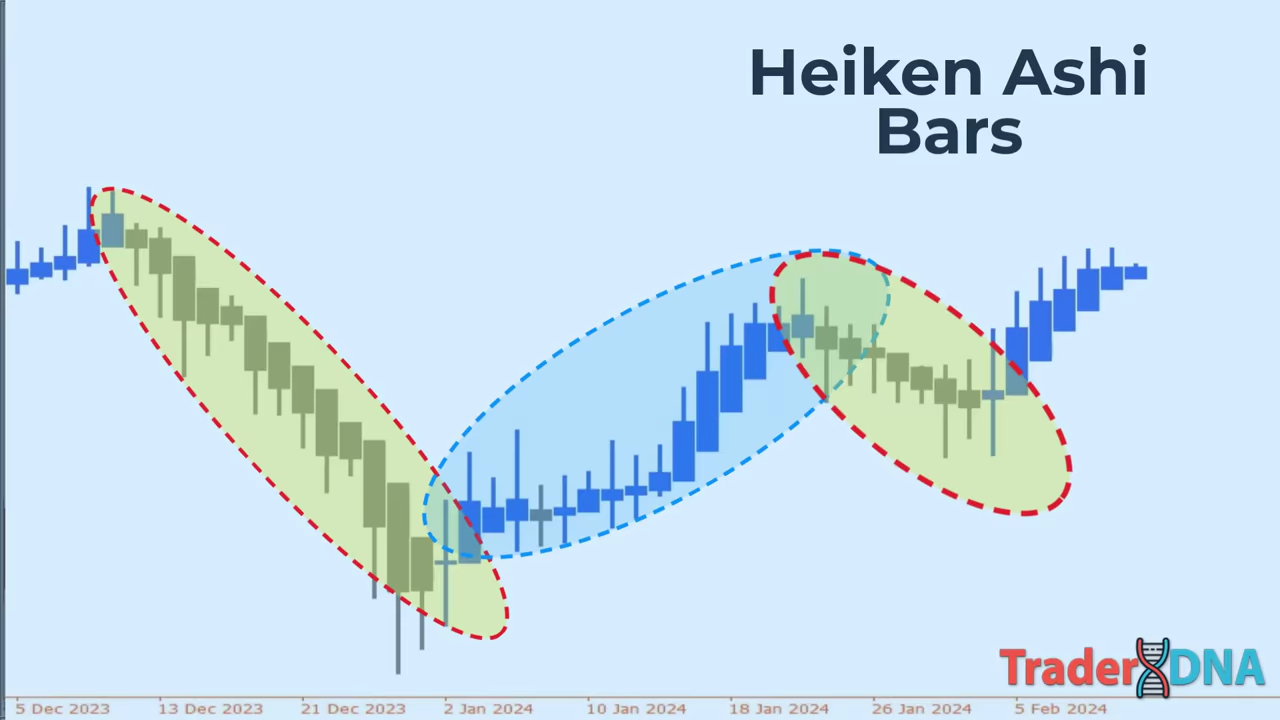 Heiken Ashi
Bars
TraderDNA
5 Dec 2023
13 Dec 2023
21 Dec 2023
2 Jan 2024
10 Jan 2024
18 Jan 2024
26 Jan 2024
5 Feb 2024